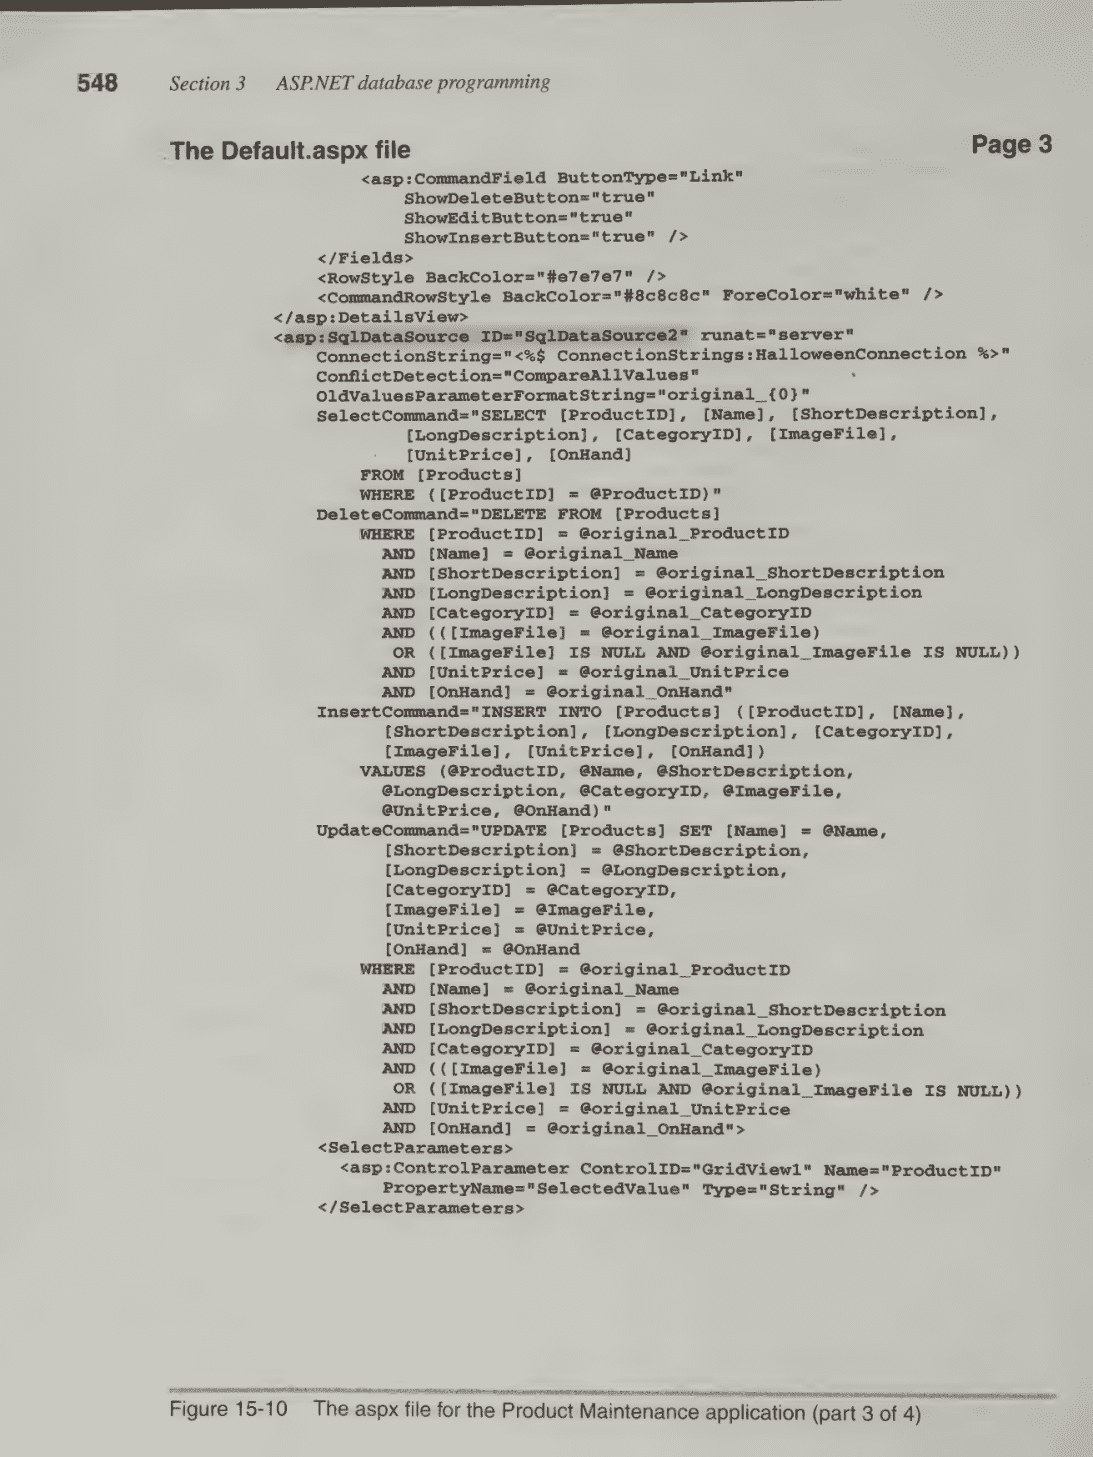 548 Section 3 ASP.NET database programming
The Default.aspx file Page 3
<asp:CommandField ButtonType="Link"
ShowDeleteButton="true"
ShowEditButton="true"
ShowInsertButton="true" />
</Fields>
<RowStyle BackColor="#e7e7e7" />
<CommandRowStyle BackColor="#8c8c8c" ForeColor="white" />
</asp:DetailsView>
<asp:SqlDataSource ID="SqlDataSource2" runat="server"
ConnectionString="<%$ ConnectionStrings:HalloweenConnection %>"
ConflictDetection="CompareAllValues"
OldValuesParameterFormatString="original_{0}"
SelectCommand="SELECT [ProductID], [Name], [ShortDescription],
[LongDescription], [CategoryID], [ImageFile],
[UnitPrice], [OnHand]
FROM [Products]
WHERE ([ProductID] = @ProductID)"
DeleteCommand="DELETE FROM [Products]
WHERE [ProductID] = @original_ProductID
AND [Name] = @original_Name
AND [ShortDescription] = @original_ShortDescription
AND [LongDescription] = @original_LongDescription
AND [CategoryID] = @original_CategoryID
AND (([ImageFile] = @original_ImageFile)
OR ([ImageFile] IS NULL AND @original_ImageFile IS NULL))
AND [UnitPrice] = @original_UnitPrice
AND [OnHand] = @original_OnHand"
InsertCommand="INSERT INTO [Products] ([ProductID], [Name],
[ShortDescription], [LongDescription], [CategoryID],
[ImageFile], [UnitPrice], [OnHand])
VALUES (@ProductID, @Name, @ShortDescription,
@LongDescription, @CategoryID, @ImageFile,
@UnitPrice, @OnHand)"
UpdateCommand="UPDATE [Products] SET [Name] = @Name,
[ShortDescription] = @ShortDescription,
[LongDescription] = @LongDescription,
[CategoryID] = @CategoryID,
[ImageFile] = @ImageFile,
[UnitPrice] = @UnitPrice,
[OnHand] = @OnHand
WHERE [ProductID] = @original_ProductID
AND [Name] = @original_Name
AND [ShortDescription] = @original_ShortDescription
AND [LongDescription] = @original_LongDescription
AND [CategoryID] = @original_CategoryID
AND (([ImageFile] = @original_ImageFile)
OR ([ImageFile] IS NULL AND @original_ImageFile IS NULL))
AND [UnitPrice] = @original_UnitPrice
AND [OnHand] = @original_OnHand">
<SelectParameters>
<asp:ControlParameter ControlID="GridView1" Name="ProductID"
PropertyName="SelectedValue" Type="String" />
</SelectParameters>
Figure 15-10 The aspx file for the Product Maintenance application (part 3 of 4)